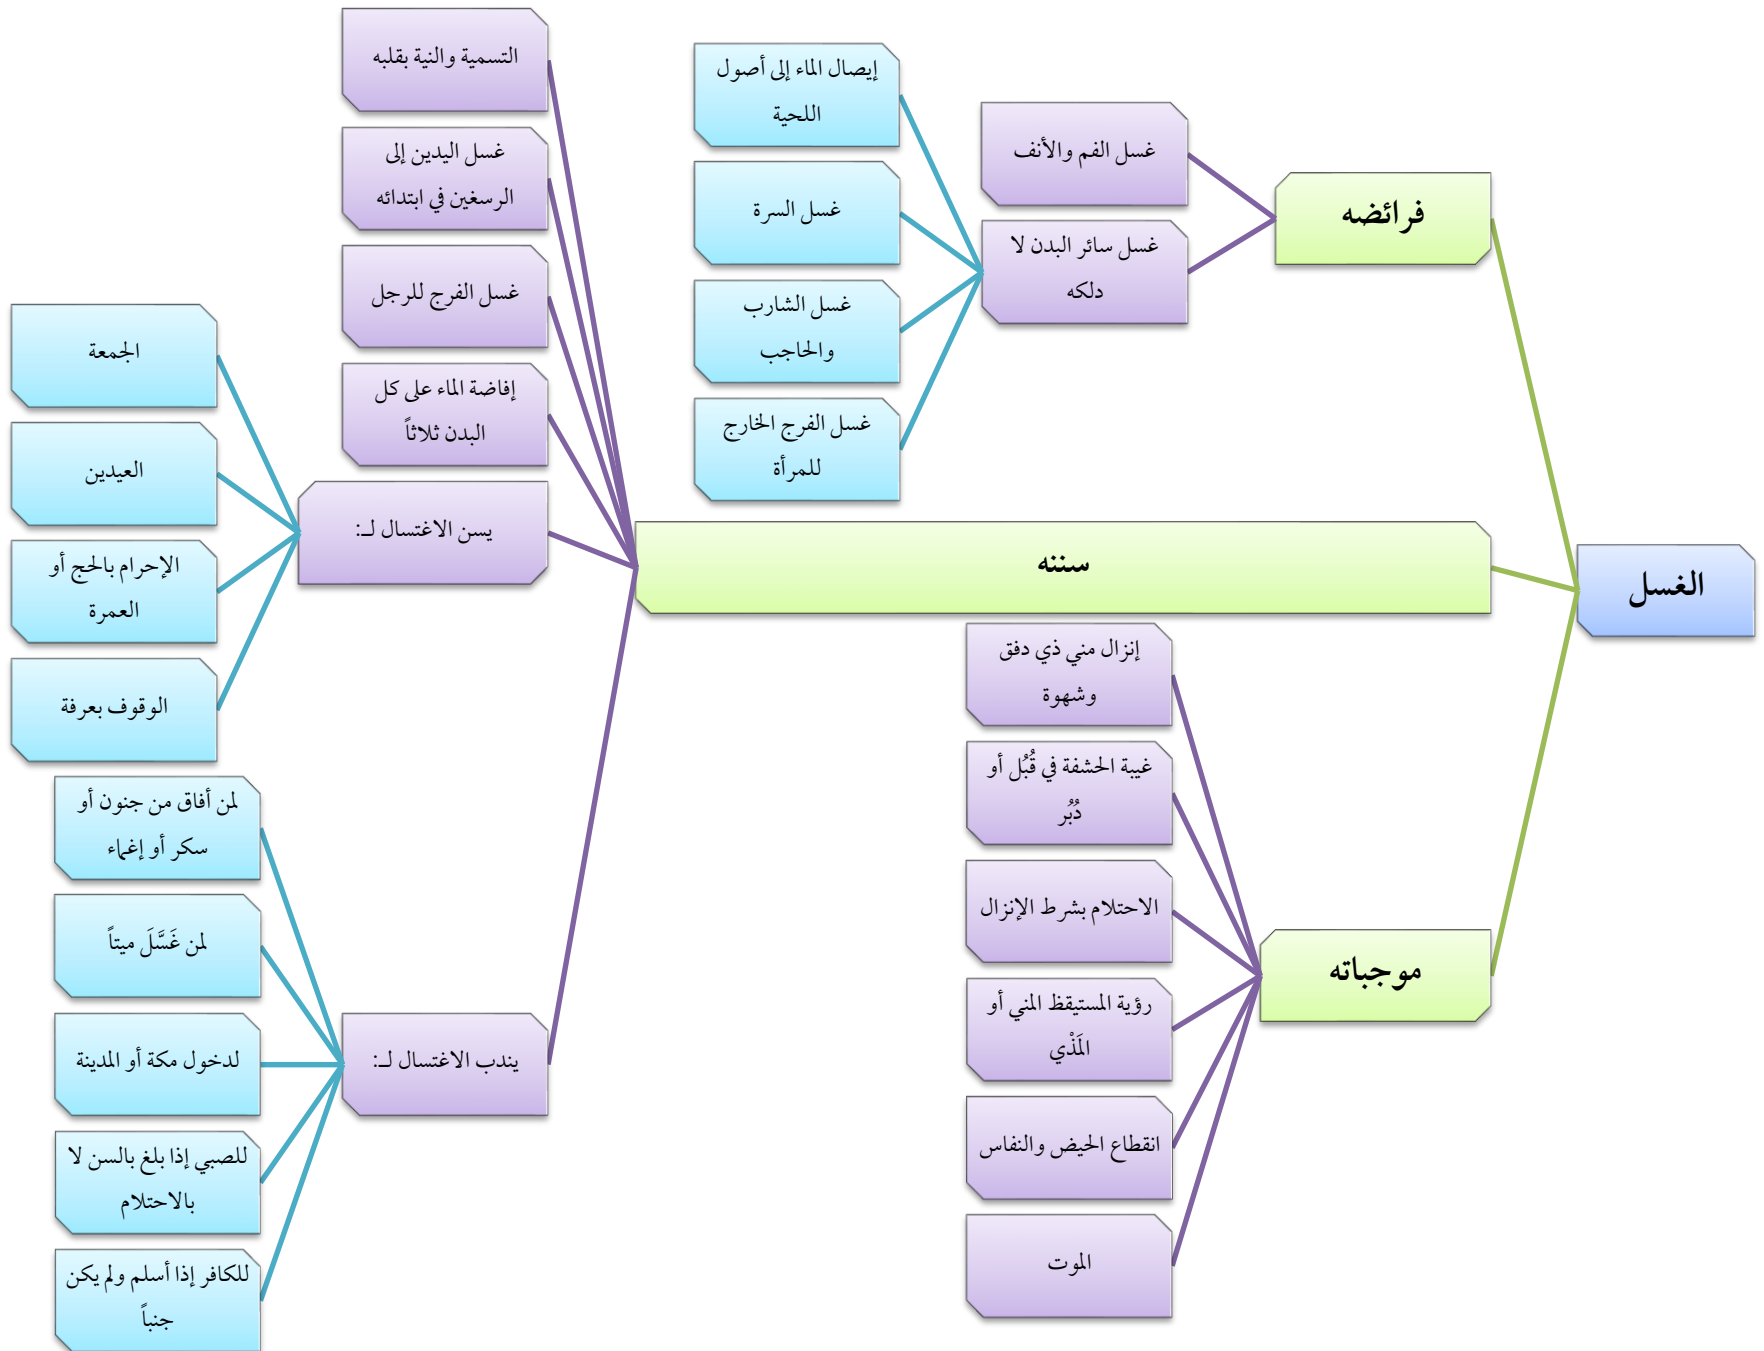 الغسل
فرائضه
غسل الفم والأنف
غسل سائر البدن لا
دلكه
إيصال الماء إلى أصول
اللحية
غسل السرة
غسل الشارب
والحاجب
غسل الفرج الخارج
للمرأة
سننه
التسمية والنية بقلبه
غسل اليدين إلى
الرسغين في ابتدائه
غسل الفرج للرجل
إفاضة الماء على كل
البدن ثلاثاً
يسن الاغتسال لـ:
الجمعة
العيدين
الإحرام بالحج أو
العمرة
الوقوف بعرفة
يندب الاغتسال لـ:
لمن أفاق من جنون أو
سكر أو إغماء
لمن غَسَّلَ ميتاً
لدخول مكة أو المدينة
للصبي إذا بلغ بالسن لا
بالاحتلام
للكافر إذا أسلم ولم يكن
جنباً
موجباته
إنزال مني ذي دفق
وشهوة
غيبة الحشفة في قُبُل أو
دُبُر
الاحتلام بشرط الإنزال
رؤية المستيقظ المني أو
المَذْي
انقطاع الحيض والنفاس
الموت